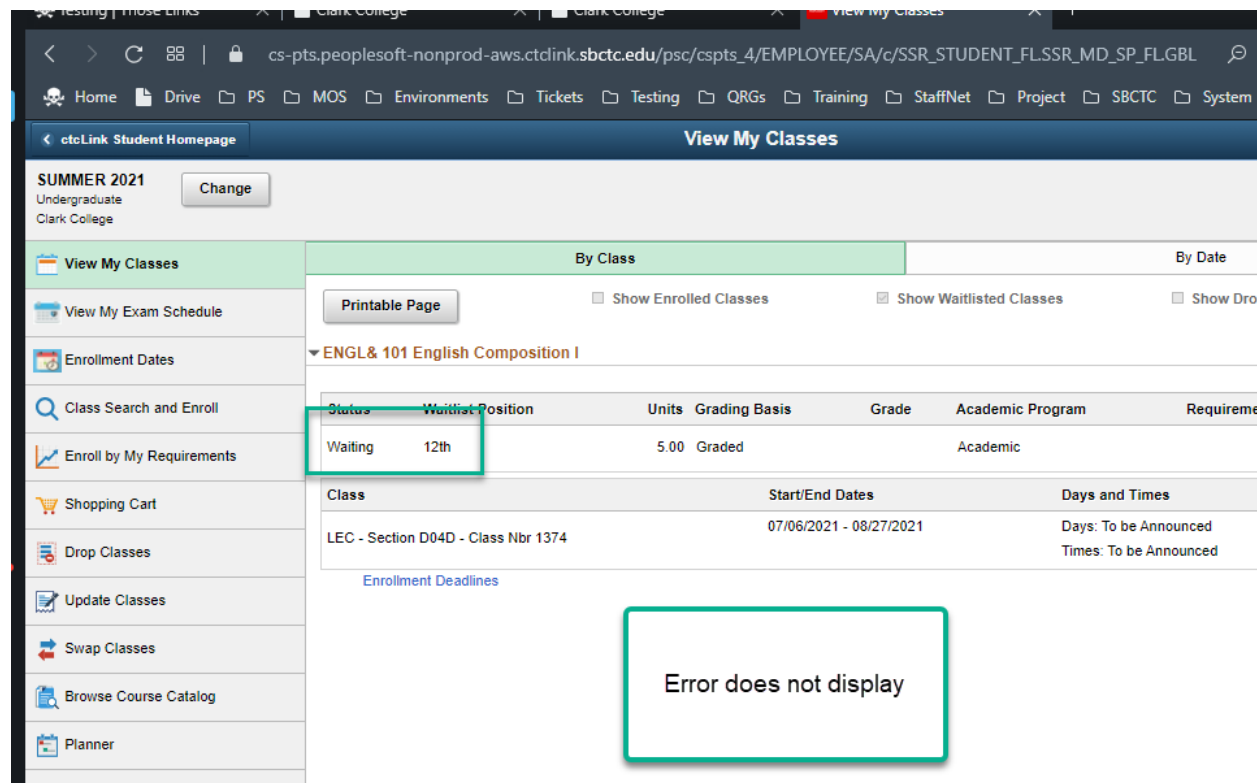 Testing | Those Links Clark College Clark College View My Classes
cs-pts.peoplesoft-nonprod-aws.ctclink.sbctc.edu/psc/cspts_4/EMPLOYEE/SA/c/SSR_STUDENT_FL.SSR_MD_SP_FL.GBL
Home Drive PS MOS Environments Tickets Testing QRGs Training StaffNet Project SBCTC System
ctcLink Student Homepage View My Classes
SUMMER 2021
Undergraduate
Clark College
Change
View My Classes
View My Exam Schedule
Enrollment Dates
Class Search and Enroll
Enroll by My Requirements
Shopping Cart
Drop Classes
Update Classes
Swap Classes
Browse Course Catalog
Planner
By Class By Date
Printable Page Show Enrolled Classes Show Waitlisted Classes Show Dro
ENGL& 101 English Composition I
Status Waitlist Position Units Grading Basis Grade Academic Program Requireme
Waiting 12th 5.00 Graded Academic
Class Start/End Dates Days and Times
LEC - Section D04D - Class Nbr 1374 07/06/2021 - 08/27/2021 Days: To be Announced
Times: To be Announced
Enrollment Deadlines
Error does not display